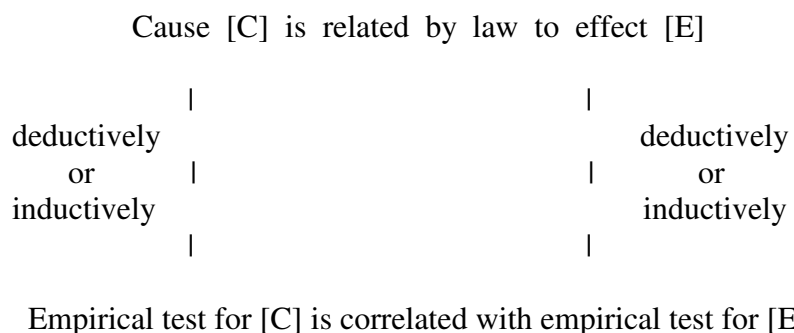 Cause [C] is related by law to effect [E]
| |
deductively deductively
or | | or
inductively inductively
| |
Empirical test for [C] is correlated with empirical test for [E